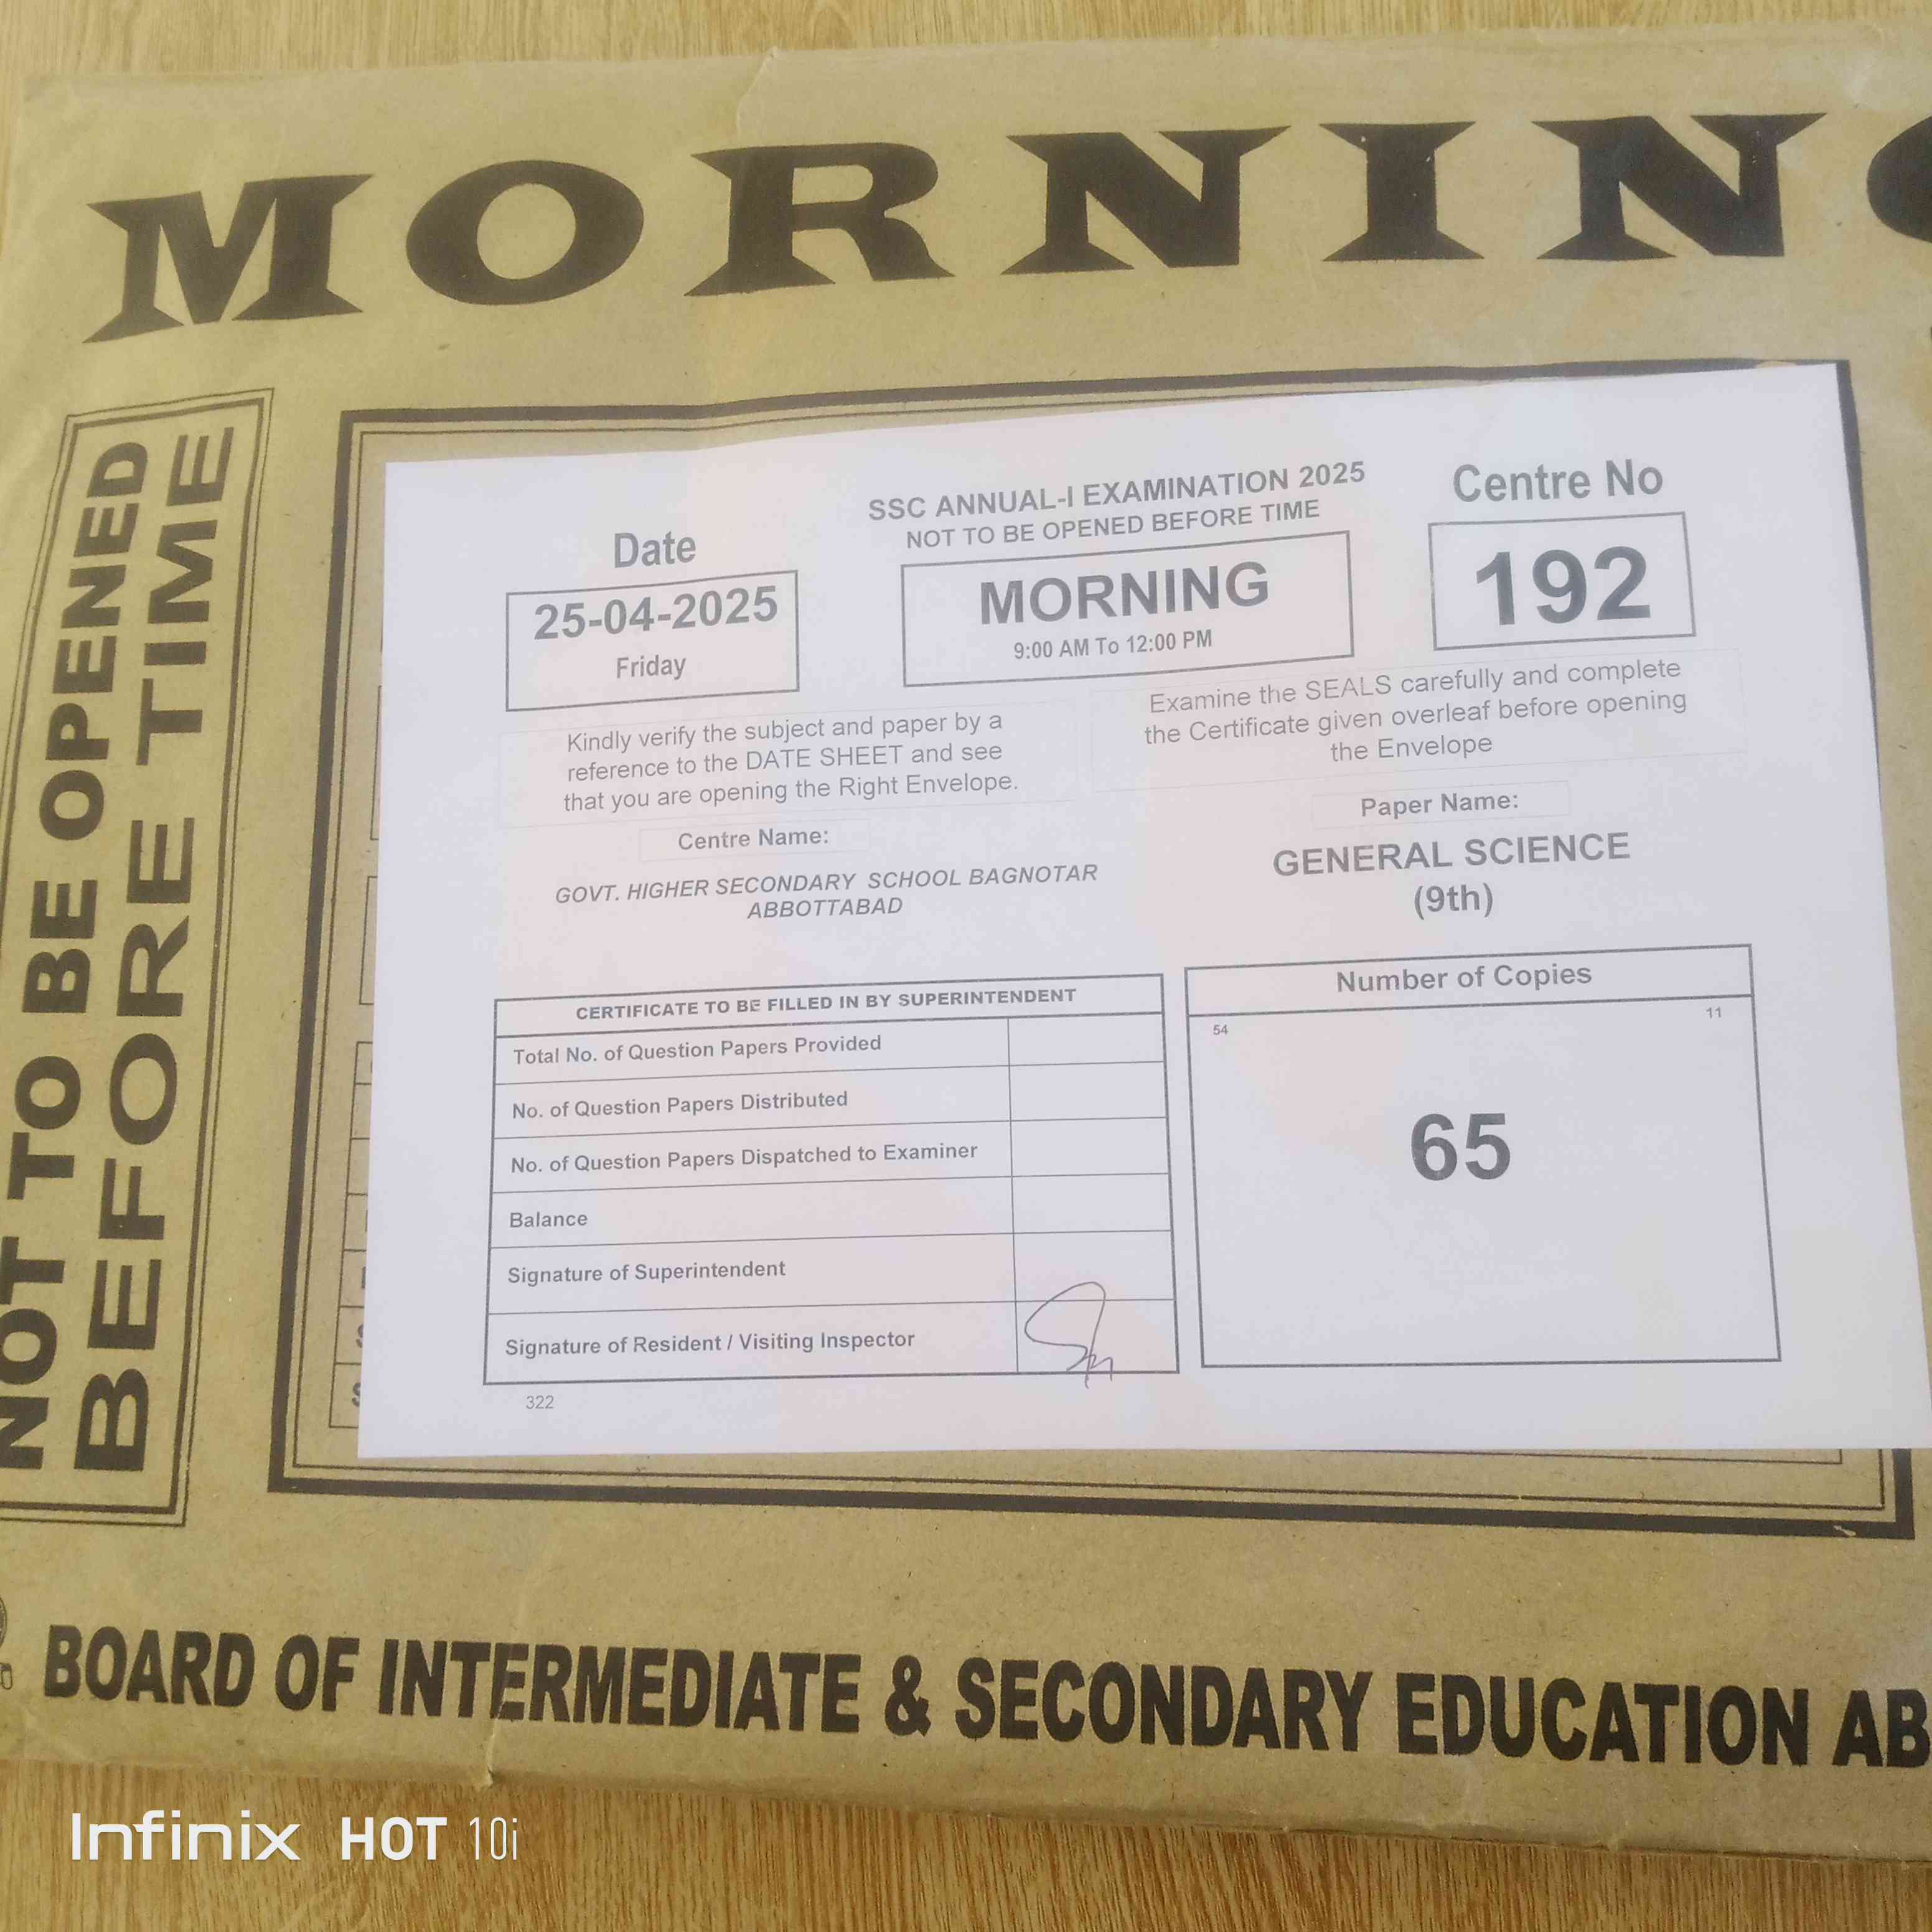 MORNING
NOT TO BE OPENED
BEFORE TIME
SSC ANNUAL-I EXAMINATION 2025
NOT TO BE OPENED BEFORE TIME
Date
25-04-2025
Friday
MORNING
9:00 AM To 12:00 PM
Centre No
192
Kindly verify the subject and paper by a
reference to the DATE SHEET and see
that you are opening the Right Envelope.
Examine the SEALS carefully and complete
the Certificate given overleaf before opening
the Envelope
Centre Name:
GOVT. HIGHER SECONDARY SCHOOL BAGNOTAR
ABBOTTABAD
Paper Name:
GENERAL SCIENCE
(9th)
CERTIFICATE TO BE FILLED IN BY SUPERINTENDENT
Total No. of Question Papers Provided
No. of Question Papers Distributed
No. of Question Papers Dispatched to Examiner
Balance
Signature of Superintendent
Signature of Resident / Visiting Inspector
322
Number of Copies
54 11
65
BOARD OF INTERMEDIATE & SECONDARY EDUCATION AB
Infinix HOT 10i